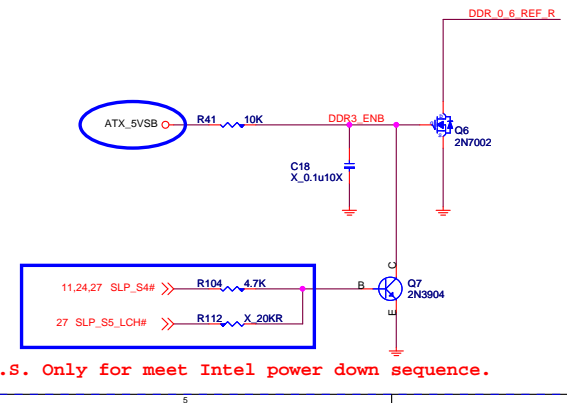 DDR_0_6_REF_R
ATX_5VSB R41 10K DDR3_ENB
Q6
2N7002
C18
X_0.1u10X
C
11,24,27 SLP_S4# R104 4.7K B Q7
2N3904
27 SLP_S5_LCH# R112 X_20KR E
.S. Only for meet Intel power down sequence.
5